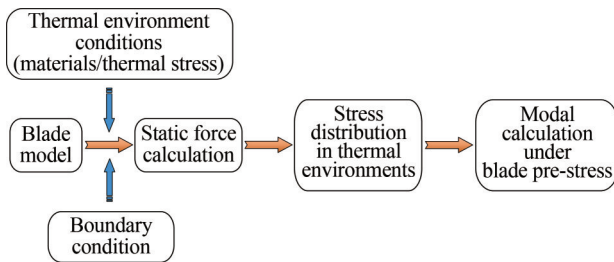 Thermal environment
conditions
(materials/thermal stress)
Blade
model
Static force
calculation
Stress
distribution
in thermal
environments
Modal
calculation
under
blade pre-stress
Boundary
condition